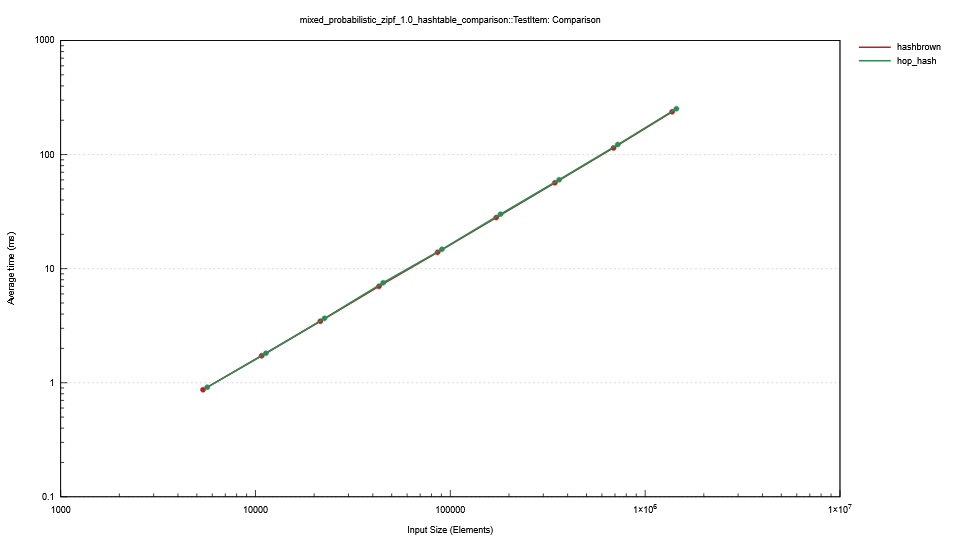 mixed_probabilistic_zipf_1.0_hashtable_comparison::TestItem: Comparison
hashbrown
hop_hash
1000
100
10
1
0.1
Average time (ms)
1000
10000
100000
1×10⁶
1×10⁷
Input Size (Elements)